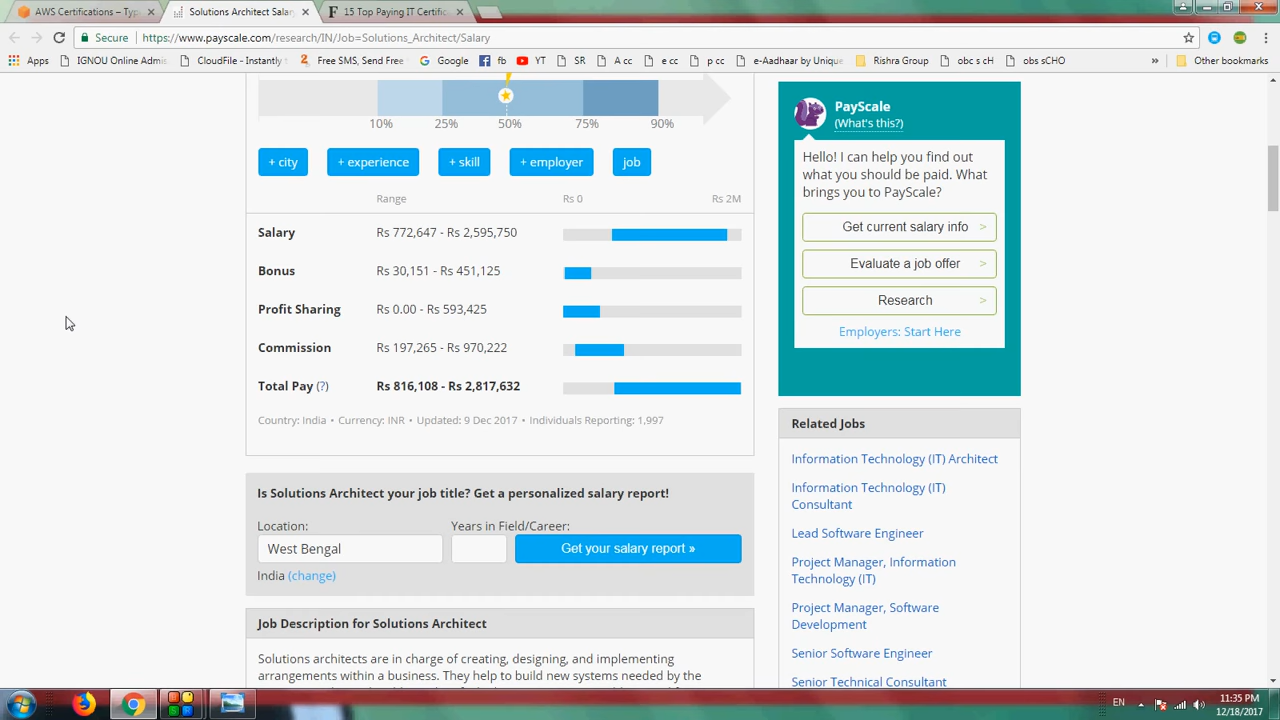 AWS Certifications – Typ
Solutions Architect Salary
15 Top Paying IT Certific
Secure
https://www.payscale.com/research/IN/Job=Solutions_Architect/Salary
Apps
IGNOU Online Admis
CloudFile - Instantly
Free SMS, Send Free
Google
fb
YT
SR
A cc
e cc
p cc
e-Aadhaar by Unique
Rishra Group
obc s cH
obs sCHO
»
Other bookmarks
10%
25%
50%
75%
90%
+ city
+ experience
+ skill
+ employer
job
Range
Rs 0
Rs 2M
Salary
Rs 772,647 - Rs 2,595,750
Bonus
Rs 30,151 - Rs 451,125
Profit Sharing
Rs 0.00 - Rs 593,425
Commission
Rs 197,265 - Rs 970,222
Total Pay (?)
Rs 816,108 - Rs 2,817,632
Country: India • Currency: INR • Updated: 9 Dec 2017 • Individuals Reporting: 1,997
Is Solutions Architect your job title? Get a personalized salary report!
Location:
Years in Field/Career:
West Bengal
Get your salary report »
India (change)
Job Description for Solutions Architect
Solutions architects are in charge of creating, designing, and implementing
arrangements within a business. They help to build new systems needed by the
PayScale
(What's this?)
Hello! I can help you find out
what you should be paid. What
brings you to PayScale?
Get current salary info >
Evaluate a job offer >
Research >
Employers: Start Here
Related Jobs
Information Technology (IT) Architect
Information Technology (IT)
Consultant
Lead Software Engineer
Project Manager, Information
Technology (IT)
Project Manager, Software
Development
Senior Software Engineer
Senior Technical Consultant
EN
11:35 PM
12/18/2017